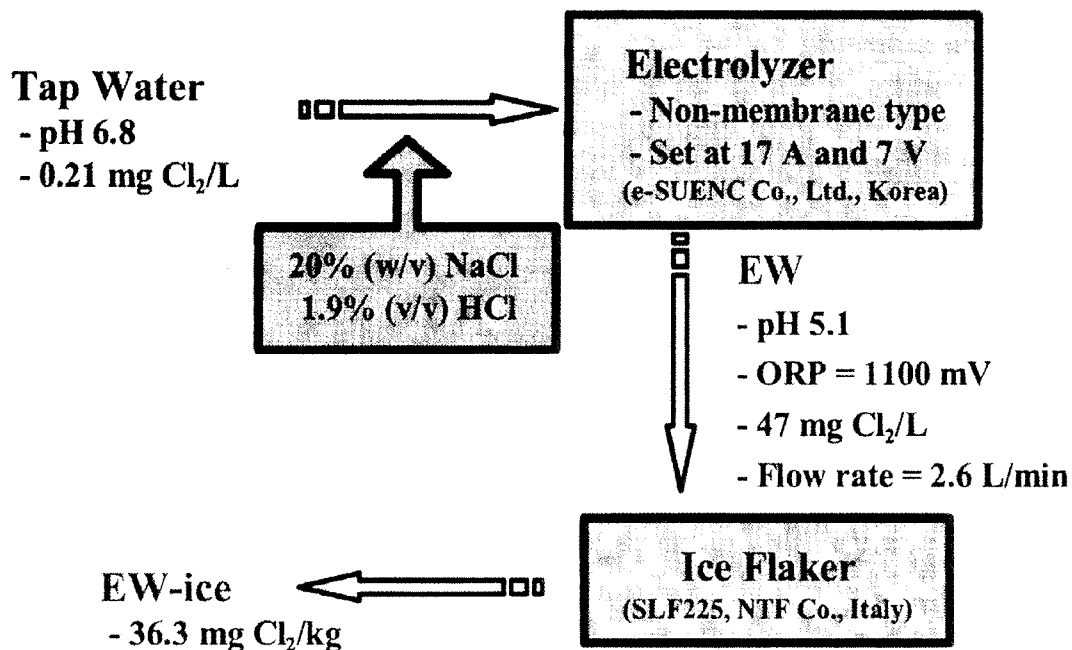 Tap Water
- pH 6.8
- 0.21 mg Cl₂/L
20% (w/v) NaCl
1.9% (v/v) HCl
Electrolyzer
- Non-membrane type
- Set at 17 A and 7 V
(e-SUENC Co., Ltd., Korea)
EW
- pH 5.1
- ORP = 1100 mV
- 47 mg Cl₂/L
- Flow rate = 2.6 L/min
Ice Flaker
(SLF225, NTF Co., Italy)
EW-ice
- 36.3 mg Cl₂/kg